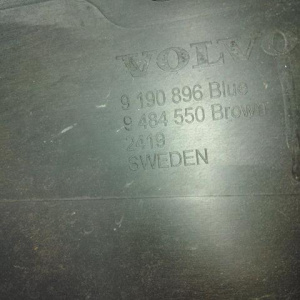 VOLVO
9 190 896 Blue
9 484 550 Brown
2419
SWEDEN